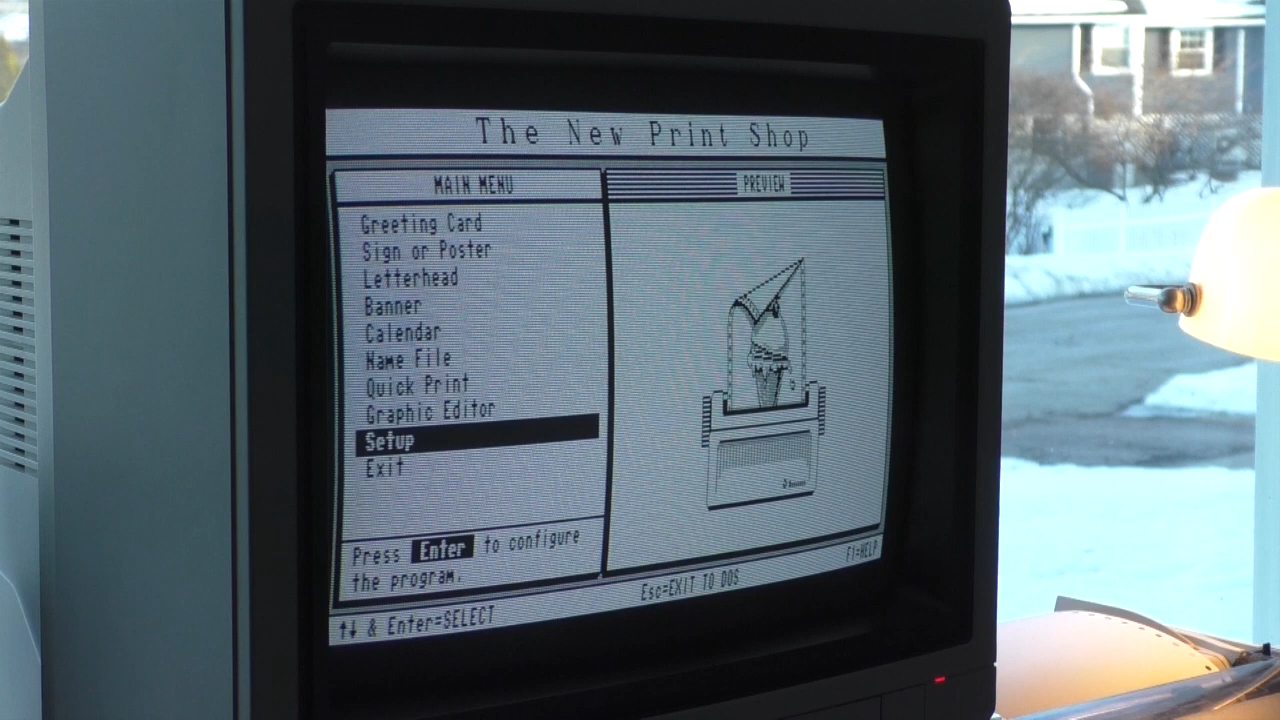 The New Print Shop
MAIN MENU
PREVIEW
Greeting Card
Sign or Poster
Letterhead
Banner
Calendar
Name File
Quick Print
Graphic Editor
Setup
Exit
Press Enter to configure
the program.
↑↓ & Enter=SELECT
Esc=EXIT TO DOS
F1=HELP